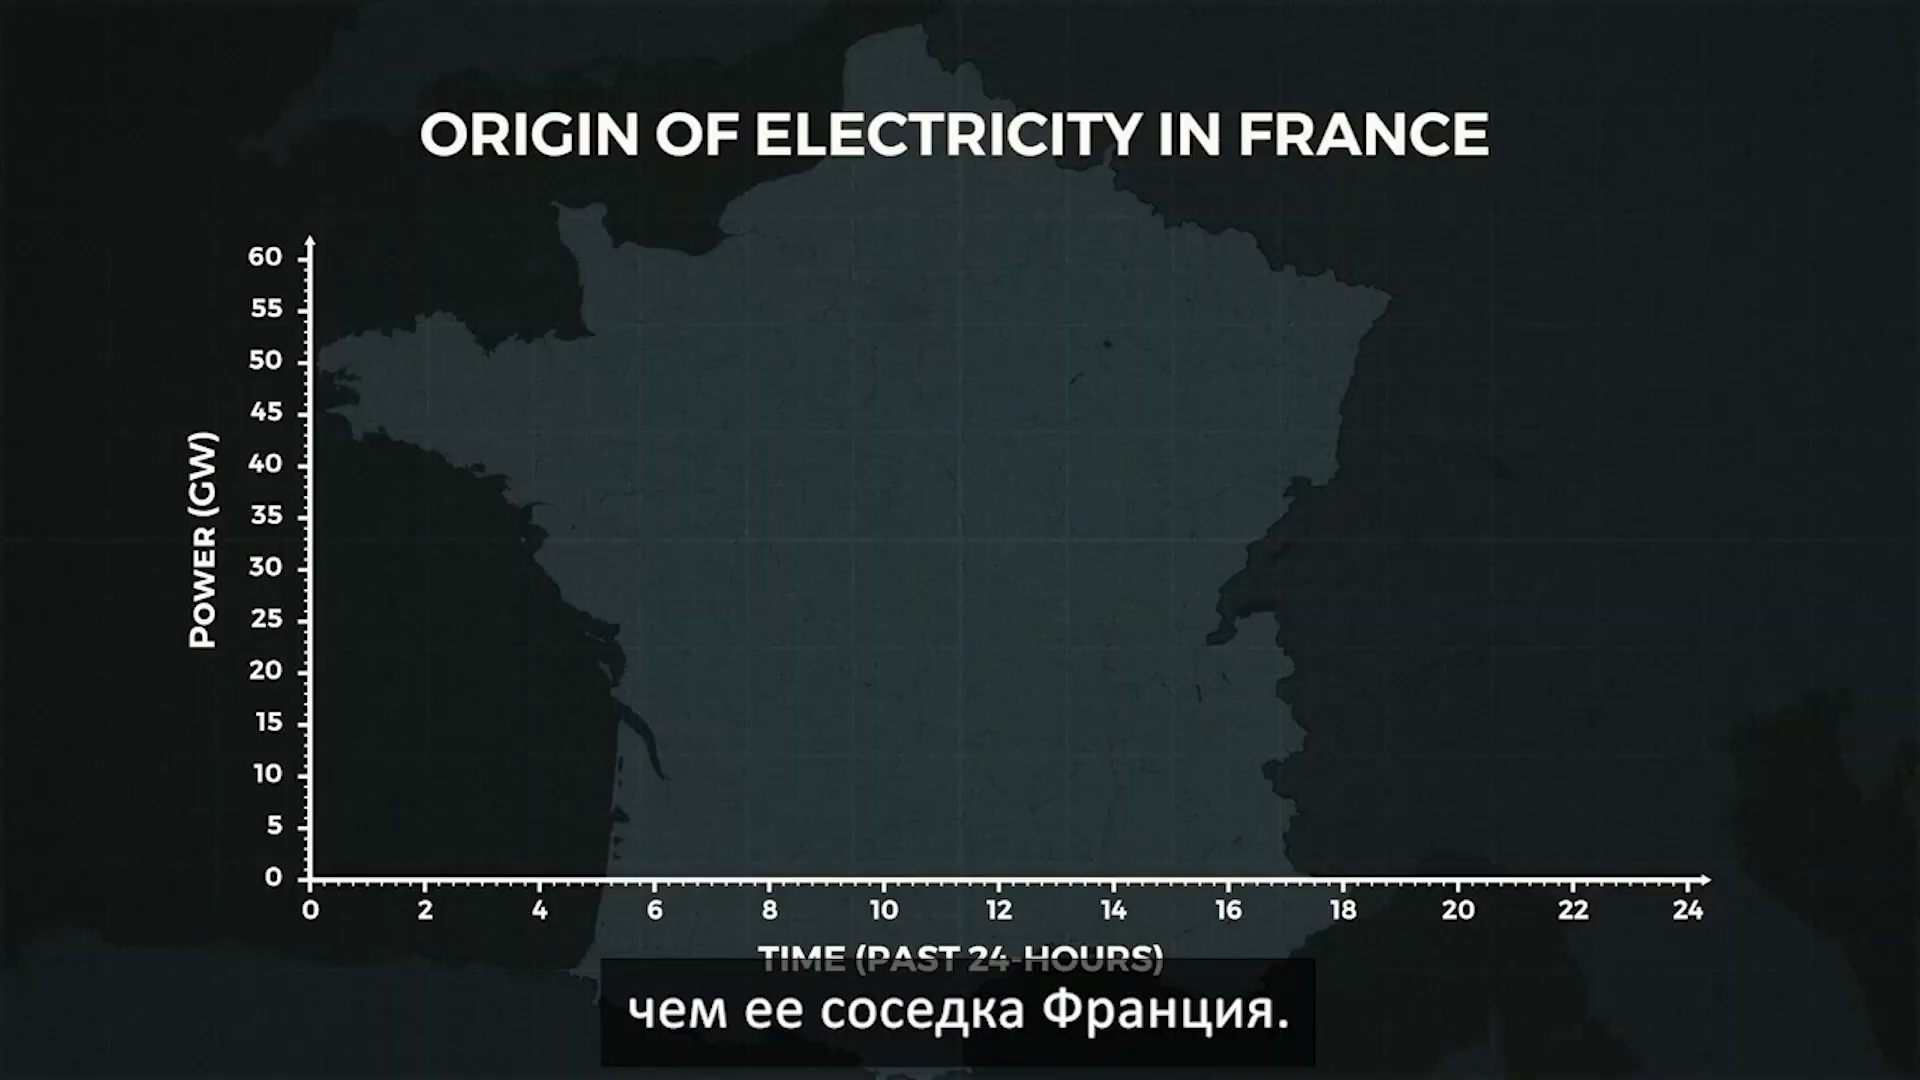 ORIGIN OF ELECTRICITY IN FRANCE
60
55
50
45
40
35
30
25
20
15
10
5
0
POWER (GW)
0 2 4 6 8 10 12 14 16 18 20 22 24
TIME (PAST 24-HOURS)
чем ее соседка Франция.